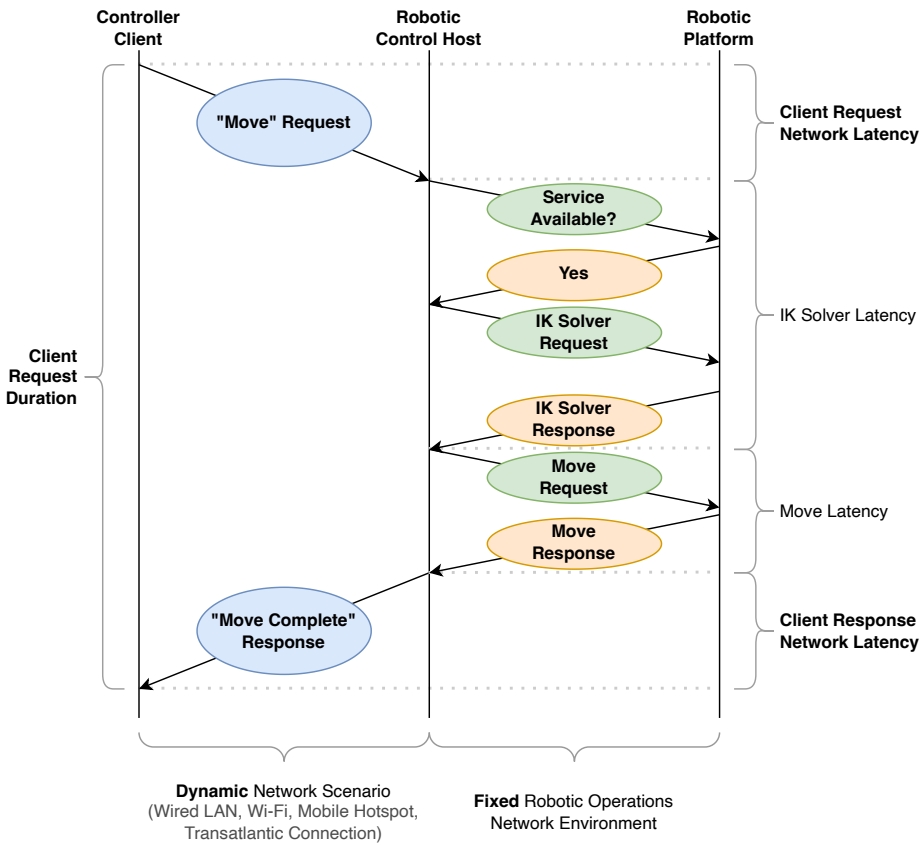 Controller
Client
Robotic
Control Host
Robotic
Platform
"Move" Request
Client Request
Network Latency
Service
Available?
Yes
IK Solver
Request
IK Solver Latency
Client
Request
Duration
IK Solver
Response
Move
Request
Move Latency
Move
Response
"Move Complete"
Response
Client Response
Network Latency
Dynamic Network Scenario
(Wired LAN, Wi-Fi, Mobile Hotspot,
Transatlantic Connection)
Fixed Robotic Operations
Network Environment